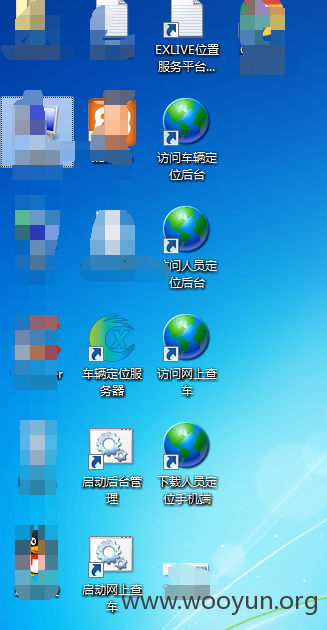 EXLIVE位置
服务平台...
访问车辆定
位后台
访问人员定
位后台
车辆定位服
务器
访问网上查
车
启动后台管
理
下载人员定
位手机端
启动网上查
车
www.wooyun.org